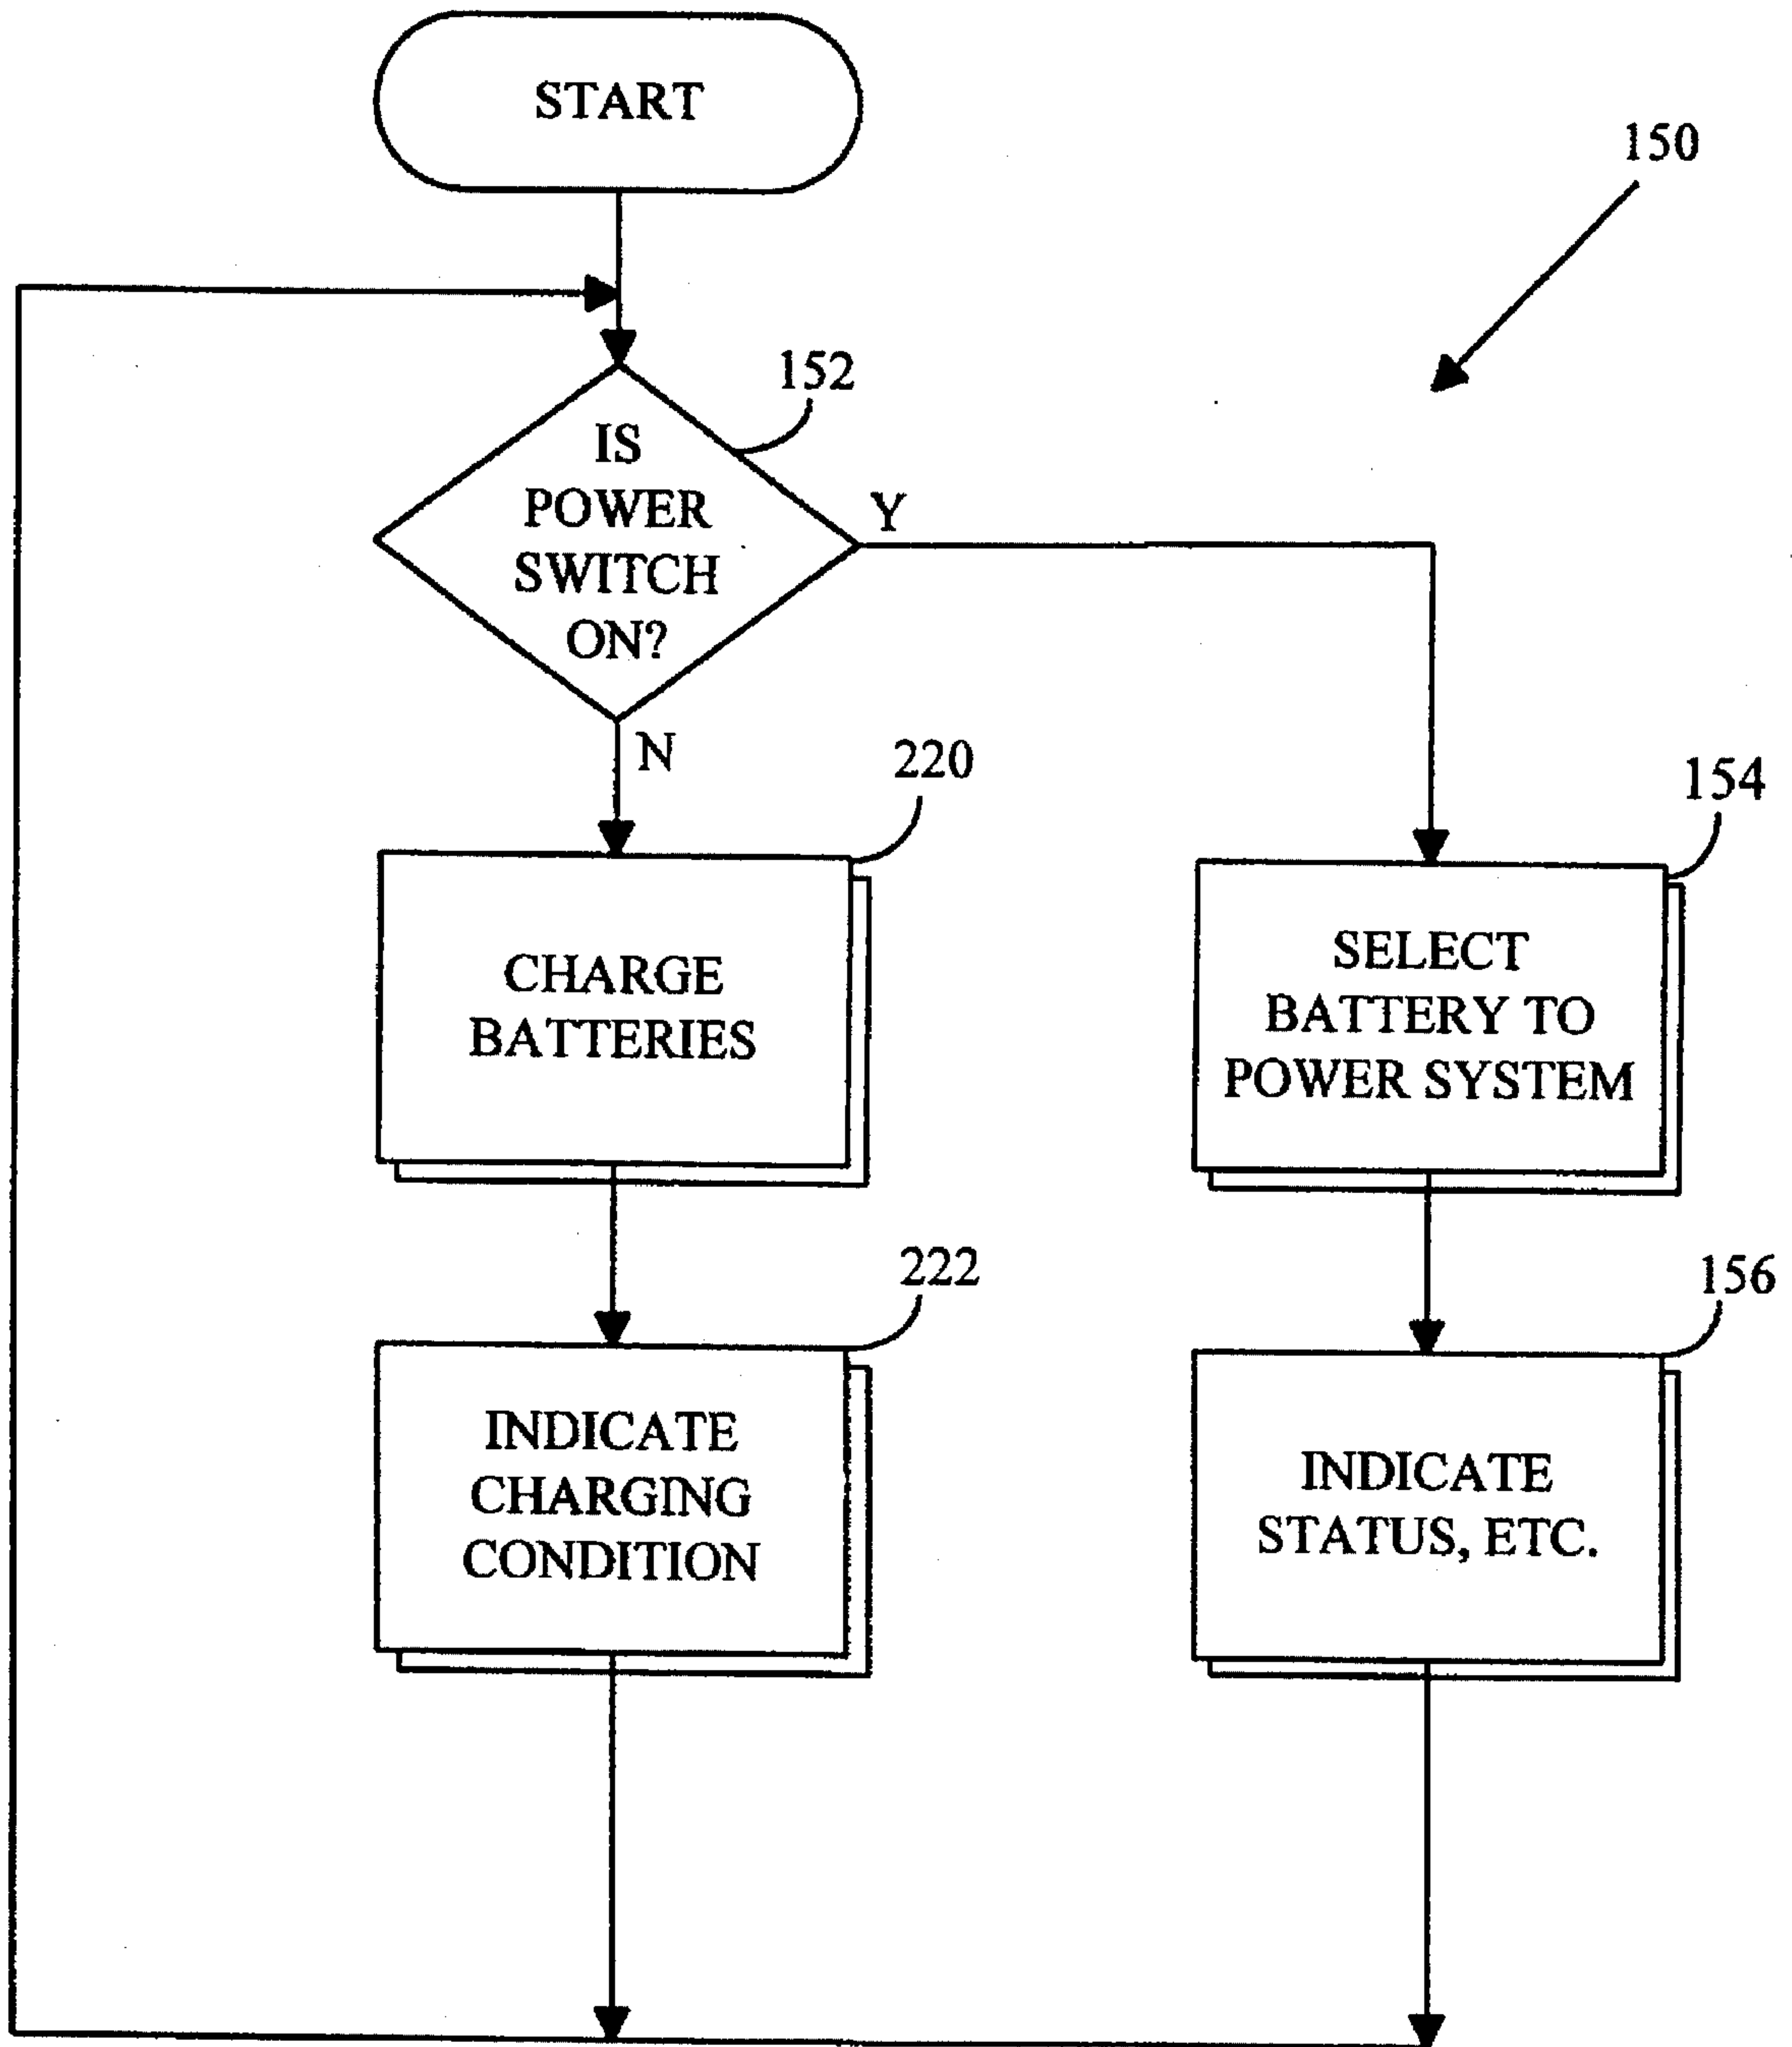 START
150
152
IS
POWER
SWITCH
ON?
Y
N
220
154
CHARGE
BATTERIES
SELECT
BATTERY TO
POWER SYSTEM
222
156
INDICATE
CHARGING
CONDITION
INDICATE
STATUS, ETC.